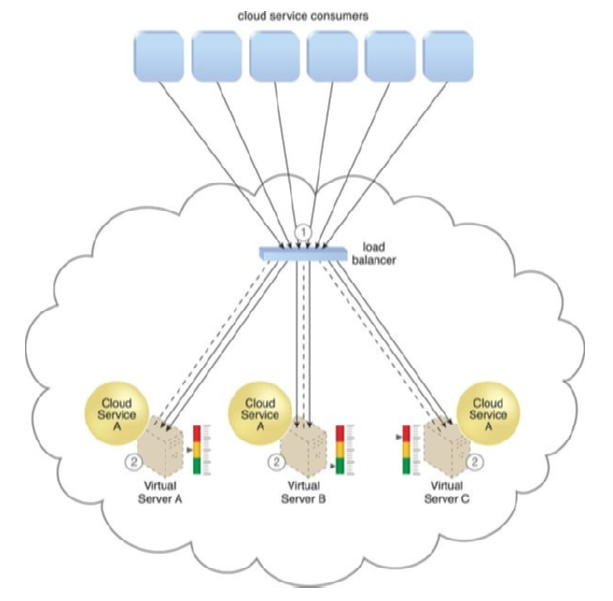 cloud service consumers
1
load
balancer
Cloud
Service
A
Cloud
Service
A
Cloud
Service
A
2
2
2
Virtual
Server A
Virtual
Server B
Virtual
Server C